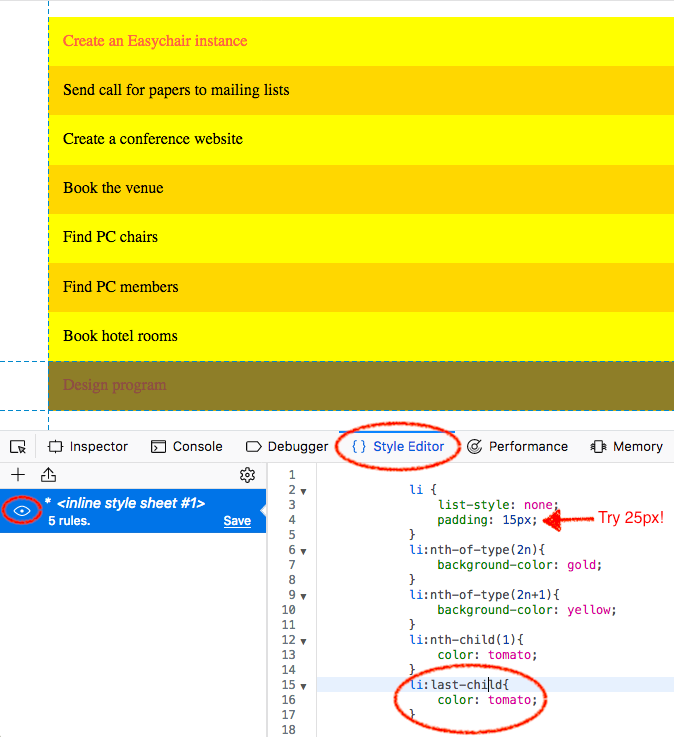 Create an Easychair instance
Send call for papers to mailing lists
Create a conference website
Book the venue
Find PC chairs
Find PC members
Book hotel rooms
Design program
Inspector Console Debugger {} Style Editor Performance Memory
* <inline style sheet #1>
5 rules. Save
1
2 li {
3 list-style: none;
4 padding: 15px; Try 25px!
5 }
6 li:nth-of-type(2n){
7 background-color: gold;
8 }
9 li:nth-of-type(2n+1){
10 background-color: yellow;
11 }
12 li:nth-child(1){
13 color: tomato;
14 }
15 li:last-child{
16 color: tomato;
17 }
18